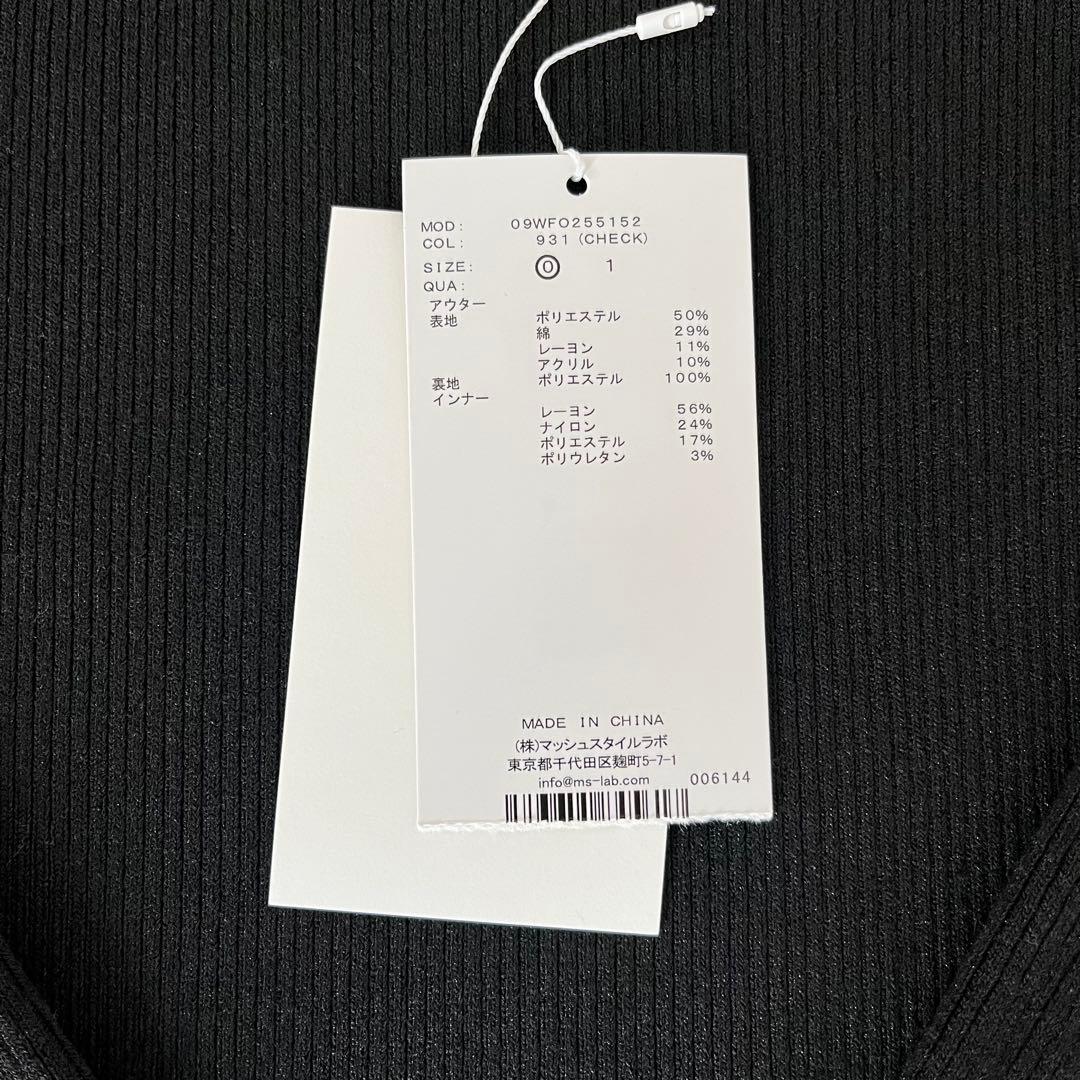 MOD: 09WFO255152
COL: 931 (CHECK)
SIZE: 0 1
QUA:
アウター
表地 ポリエステル 50%
綿 29%
レーヨン 11%
アクリル 10%
裏地 ポリエステル 100%
インナー
レーヨン 56%
ナイロン 24%
ポリエステル 17%
ポリウレタン 3%
MADE IN CHINA
(株)マッシュスタイルラボ
東京都千代田区麹町5-7-1
info@ms-lab.com 006144